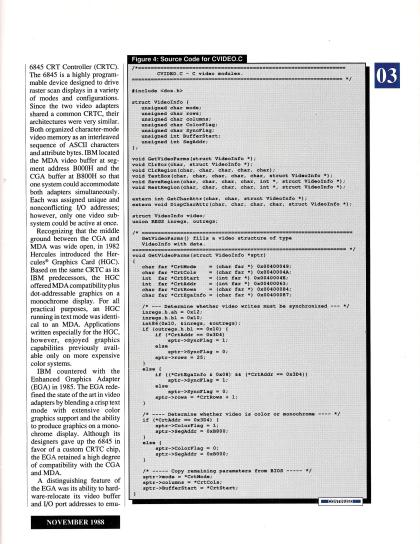 6845 CRT Controller (CRTC).
The 6845 is a highly program-
mable device designed to drive
raster scan displays in a variety
of modes and configurations.
Since the two video adapters
shared a common CRTC, their
architectures were very similar.
Both organized character-mode
video memory as an interleaved
sequence of ASCII characters
and attribute bytes. IBM located
the MDA video buffer at seg-
ment address B000H and the
CGA buffer at B800H so that
one system could accommodate
both adapters simultaneously.
Each was assigned unique and
nonconflicting I/O addresses;
however, only one video sub-
system could be active at once.
Recognizing that the middle
ground between the CGA and
MDA was wide open, in 1982
Hercules introduced the Her-
cules® Graphics Card (HGC).
Based on the same CRTC as its
IBM predecessors, the HGC
offered MDA compatibility plus
dot-addressable graphics on a
monochrome display. For all
practical purposes, an HGC
running in text mode was identi-
cal to an MDA. Applications
written especially for the HGC,
however, enjoyed graphics
capabilities previously avail-
able only on more expensive
color systems.
IBM countered with the
Enhanced Graphics Adapter
(EGA) in 1985. The EGA rede-
fined the state of the art in video
adapters by blending a crisp text
mode with extensive color
graphics support and the ability
to produce graphics on a mono-
chrome display. Although its
designers gave up the 6845 in
favor of a custom CRTC chip,
the EGA retained a high degree
of compatibility with the CGA
and MDA.
A distinguishing feature of
the EGA was its ability to hard-
ware-relocate its video buffer
and I/O port addresses to emu-
NOVEMBER 1988
Figure 4: Source Code for CVIDEO.C
/*==================================================
CVIDEO.C - C video modules.
================================================== */
#include <dos.h>
struct VideoInfo {
unsigned char mode;
unsigned char rows;
unsigned char columns;
unsigned char ColorFlag;
unsigned char SyncFlag;
unsigned int BufferStart;
unsigned int SegAddr;
};
void GetVideoParms(struct VideoInfo *);
void ClrBox(struct VideoInfo *);
void ClrRegion(char, char, char, char, char);
void TextBox(char, char, char, char, char, struct VideoInfo *);
void SaveRegion(char, char, char, char, int *, struct VideoInfo *);
void RestRegion(char, char, char, char, int *, struct VideoInfo *);
extern int GetCharAttr(char, char, struct VideoInfo *);
extern void DispCharAttr(char, char, char, char, struct VideoInfo *);
struct VideoInfo video;
union REGS inregs, outregs;
/* ==================================================
GetVideoParms() fills a structure of type
VideoInfo with data.
================================================== */
void GetVideoParms(struct VideoInfo *sptr)
{
char far *CrtMode = (char far *) 0x00400049;
char far *CrtCols = (char far *) 0x0040004A;
int far *CrtStart = (int far *) 0x0040004E;
int far *CrtAddr = (int far *) 0x00400063;
char far *CrtRows = (char far *) 0x00400084;
char far *CrtEgaInfo = (char far *) 0x00400087;
/* --- Determine whether video writes must be synchronized --- */
inregs.h.ah = 0x12;
inregs.h.bl = 0x10;
int86(0x10, &inregs, &outregs);
if (outregs.h.bl == 0x10) {
if (*CrtAddr == 0x3D4)
sptr->SyncFlag = 1;
else
sptr->SyncFlag = 0;
sptr->rows = 25;
}
else {
if ((*CrtEgaInfo & 0x08) && (*CrtAddr == 0x3D4))
sptr->SyncFlag = 1;
else
sptr->SyncFlag = 0;
sptr->rows = *CrtRows + 1;
}
/* ---- Determine whether video is color or monochrome ---- */
if (*CrtAddr == 0x3D4) {
sptr->ColorFlag = 1;
sptr->SegAddr = 0xB800;
}
else {
sptr->ColorFlag = 0;
sptr->SegAddr = 0xB000;
}
/* ----- Copy remaining parameters from BIOS ----- */
sptr->mode = *CrtMode;
sptr->columns = *CrtCols;
sptr->BufferStart = *CrtStart;
}
CONTINUED
03